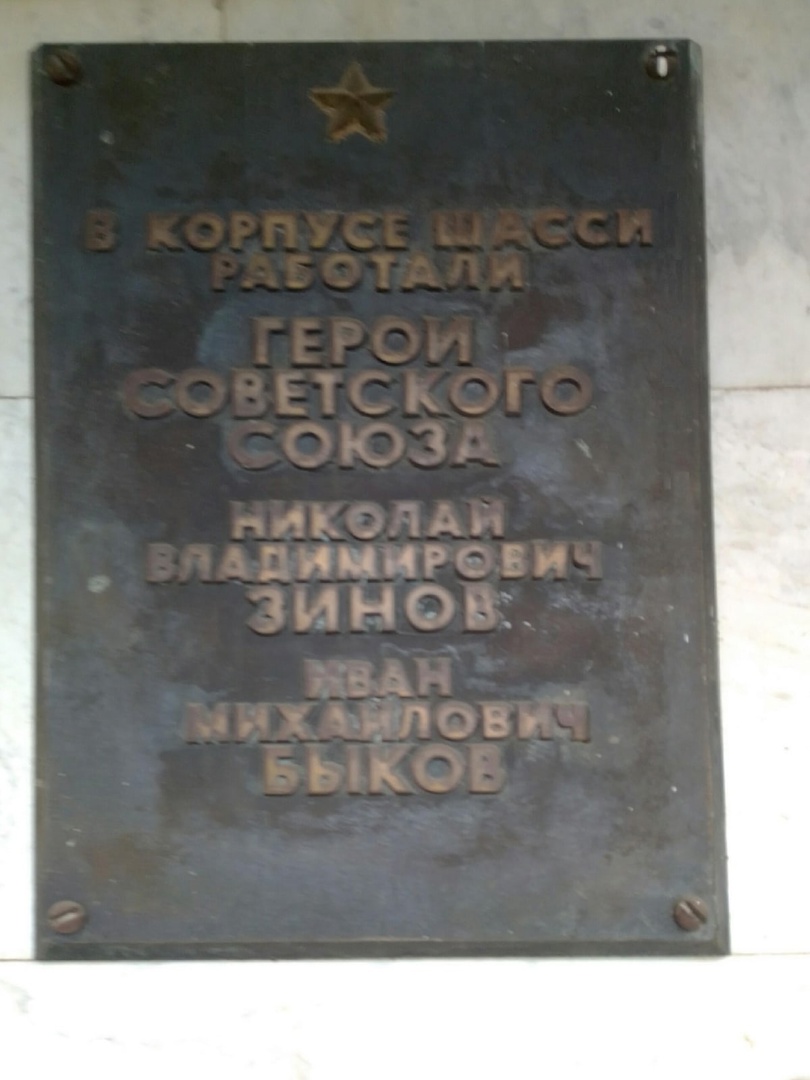 В КОРПУСЕ ШАССИ
РАБОТАЛИ
ГЕРОИ
СОВЕТСКОГО
СОЮЗА
НИКОЛАЙ
ВЛАДИМИРОВИЧ
ЗИНОВ
ИВАН
МИХАЙЛОВИЧ
БЫКОВ